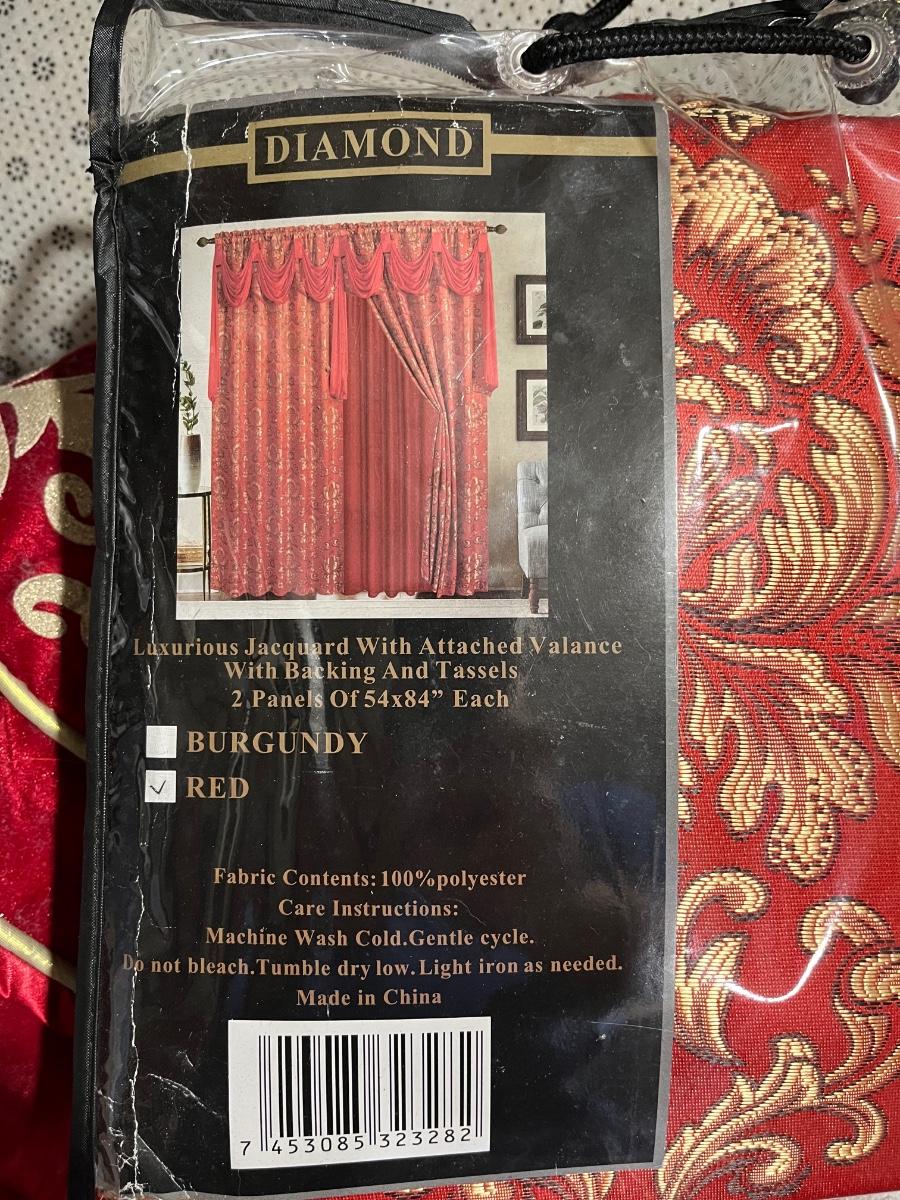 DIAMOND
Luxurious Jacquard With Attached Valance
With Backing And Tassels
2 Panels Of 54x84” Each
BURGUNDY
RED
Fabric Contents:100%polyester
Care Instructions:
Machine Wash Cold.Gentle cycle.
Do not bleach.Tumble dry low.Light iron as needed.
Made in China
7 453085 323282